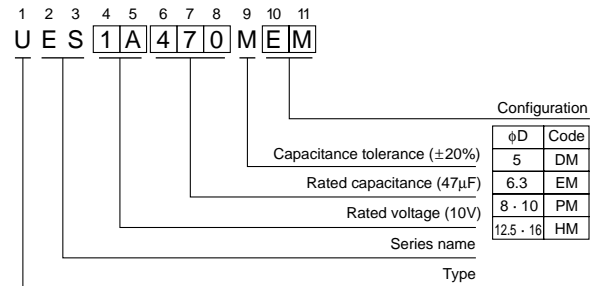 1 2 3 4 5 6 7 8 9 10 11
U E S 1 A 4 7 0 M E M
Configuration
φD Code
5 DM
6.3 EM
8 · 10 PM
12.5 · 16 HM
Capacitance tolerance (±20%)
Rated capacitance (47μF)
Rated voltage (10V)
Series name
Type